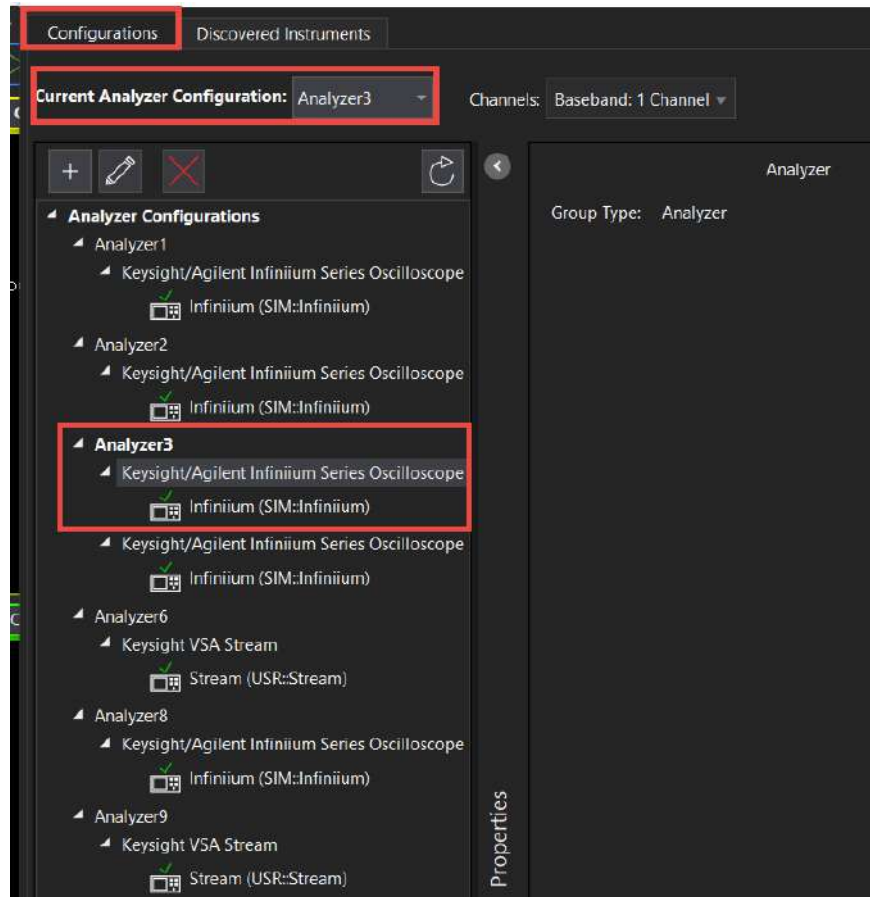 Configurations Discovered Instruments
Current Analyzer Configuration: Analyzer3 Channels: Baseband: 1 Channel
Analyzer
Group Type: Analyzer
Analyzer Configurations
Analyzer1
Keysight/Agilent Infiniium Series Oscilloscope
Infiniium (SIM::Infiniium)
Analyzer2
Keysight/Agilent Infiniium Series Oscilloscope
Infiniium (SIM::Infiniium)
Analyzer3
Keysight/Agilent Infiniium Series Oscilloscope
Infiniium (SIM::Infiniium)
Keysight/Agilent Infiniium Series Oscilloscope
Infiniium (SIM::Infiniium)
Analyzer6
Keysight VSA Stream
Stream (USR::Stream)
Analyzer8
Keysight/Agilent Infiniium Series Oscilloscope
Infiniium (SIM::Infiniium)
Analyzer9
Keysight VSA Stream
Stream (USR::Stream)
Properties